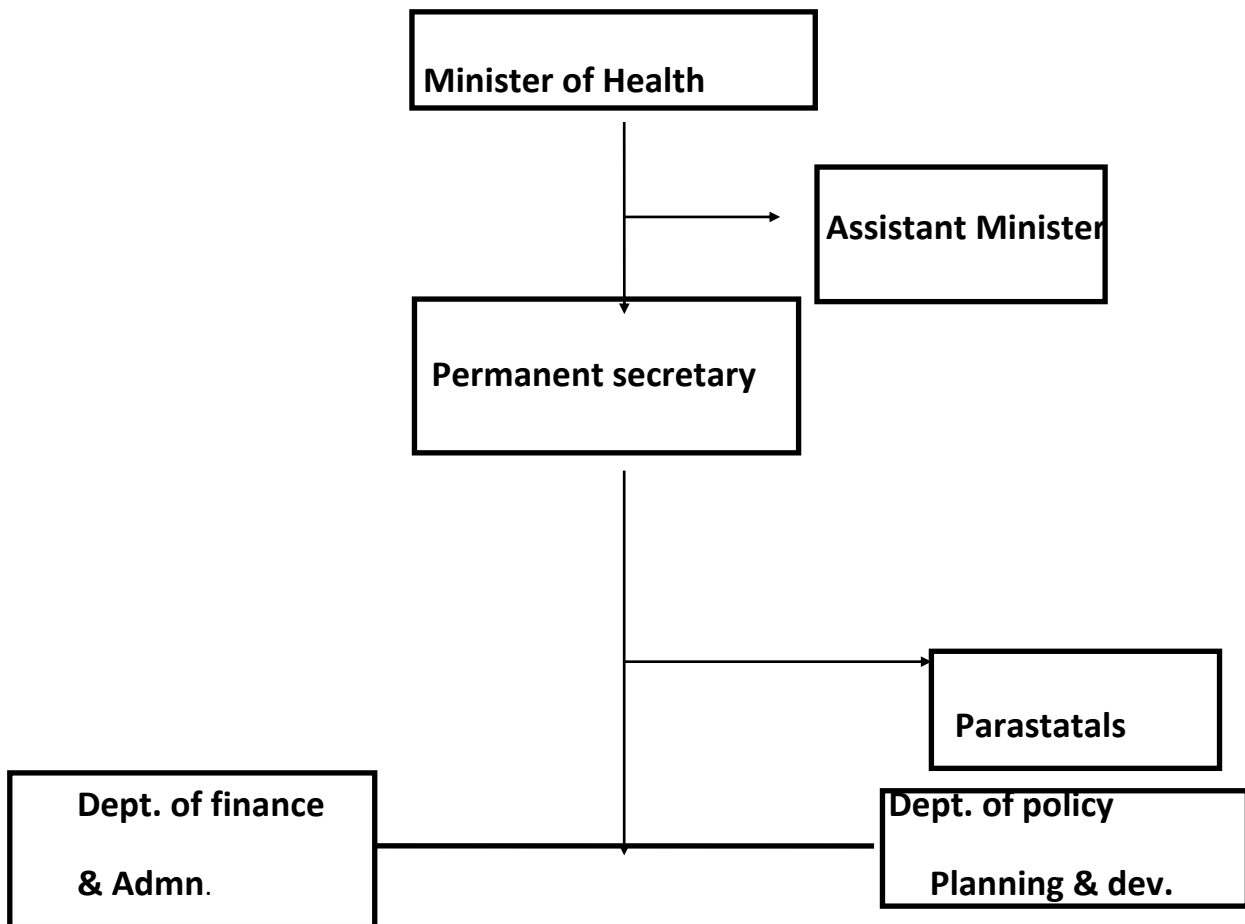 Minister of Health
Assistant Minister
Permanent secretary
Parastatals
Dept. of finance
& Admn.
Dept. of policy
Planning & dev.